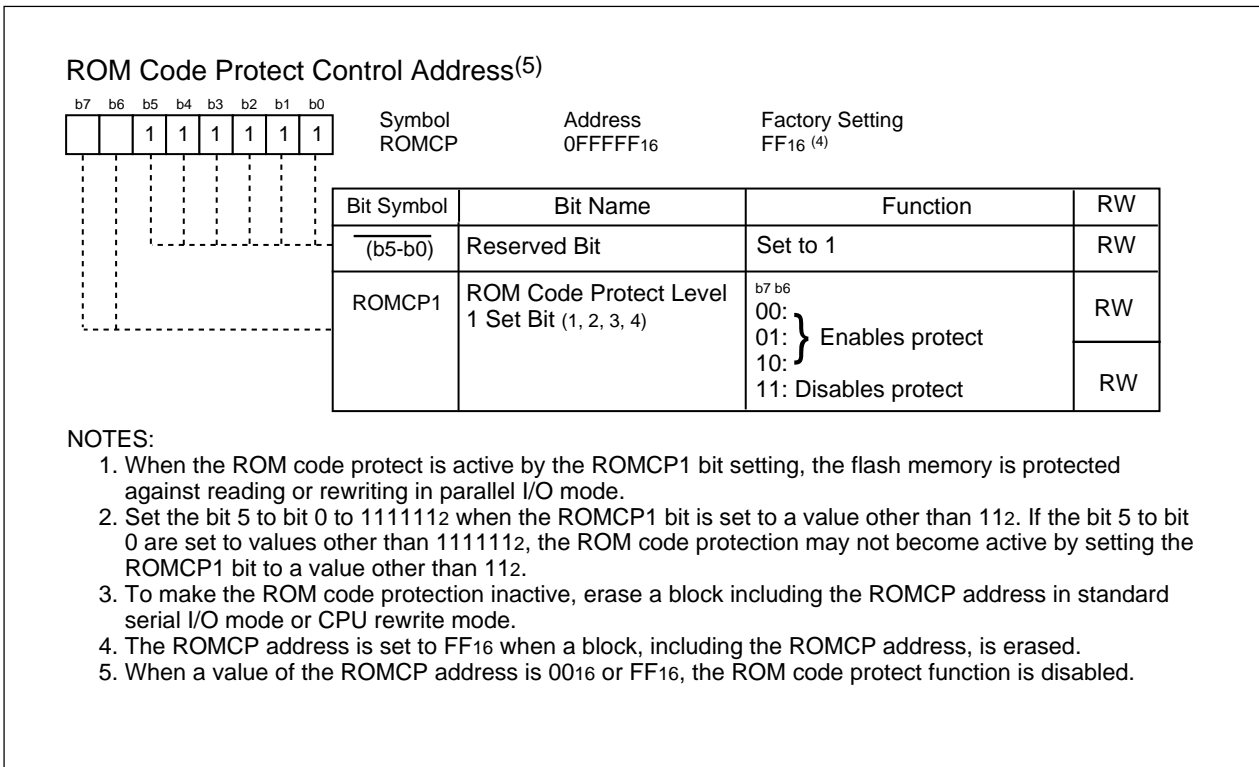 ROM Code Protect Control Address(5)
b7 b6 b5 b4 b3 b2 b1 b0
1 1 1 1 1 1
Symbol Address Factory Setting
ROMCP 0FFFFF16 FF16 (4)
Bit Symbol Bit Name Function RW
(b5-b0) Reserved Bit Set to 1 RW
ROMCP1 ROM Code Protect Level
1 Set Bit (1, 2, 3, 4)
b7 b6
00:
01: } Enables protect
10:
11: Disables protect
RW
RW
NOTES:
1. When the ROM code protect is active by the ROMCP1 bit setting, the flash memory is protected
against reading or rewriting in parallel I/O mode.
2. Set the bit 5 to bit 0 to 1111112 when the ROMCP1 bit is set to a value other than 112. If the bit 5 to bit
0 are set to values other than 1111112, the ROM code protection may not become active by setting the
ROMCP1 bit to a value other than 112.
3. To make the ROM code protection inactive, erase a block including the ROMCP address in standard
serial I/O mode or CPU rewrite mode.
4. The ROMCP address is set to FF16 when a block, including the ROMCP address, is erased.
5. When a value of the ROMCP address is 0016 or FF16, the ROM code protect function is disabled.